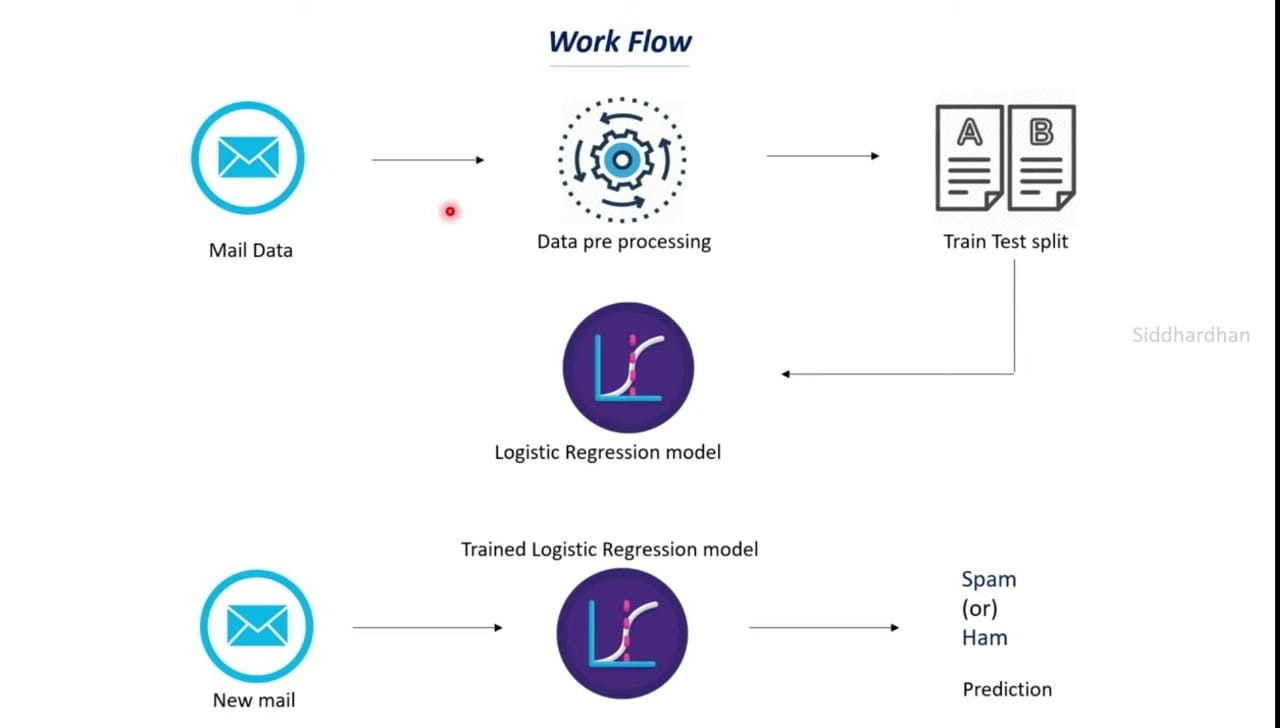 Work Flow
Mail Data
Data pre processing
A
B
Train Test split
Siddhardhan
Logistic Regression model
Trained Logistic Regression model
New mail
Spam
(or)
Ham
Prediction